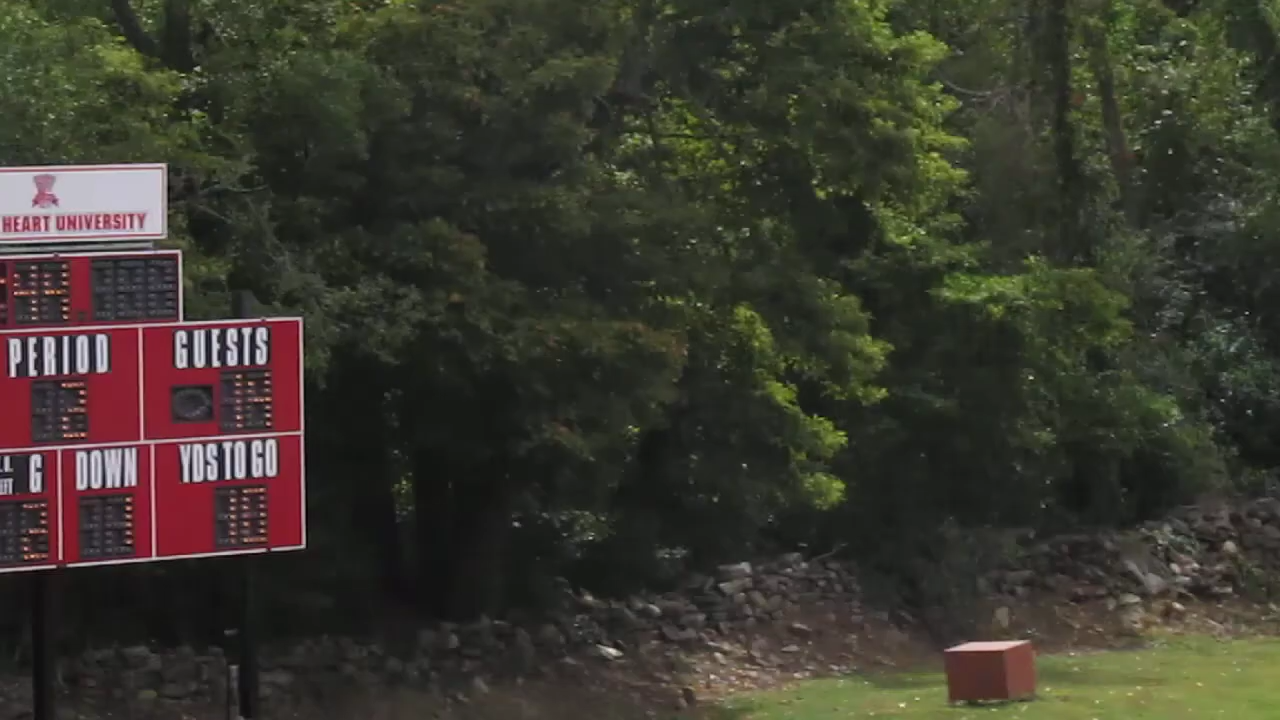 HEART UNIVERSITY
PERIOD
GUESTS
G
DOWN
YDS TO GO